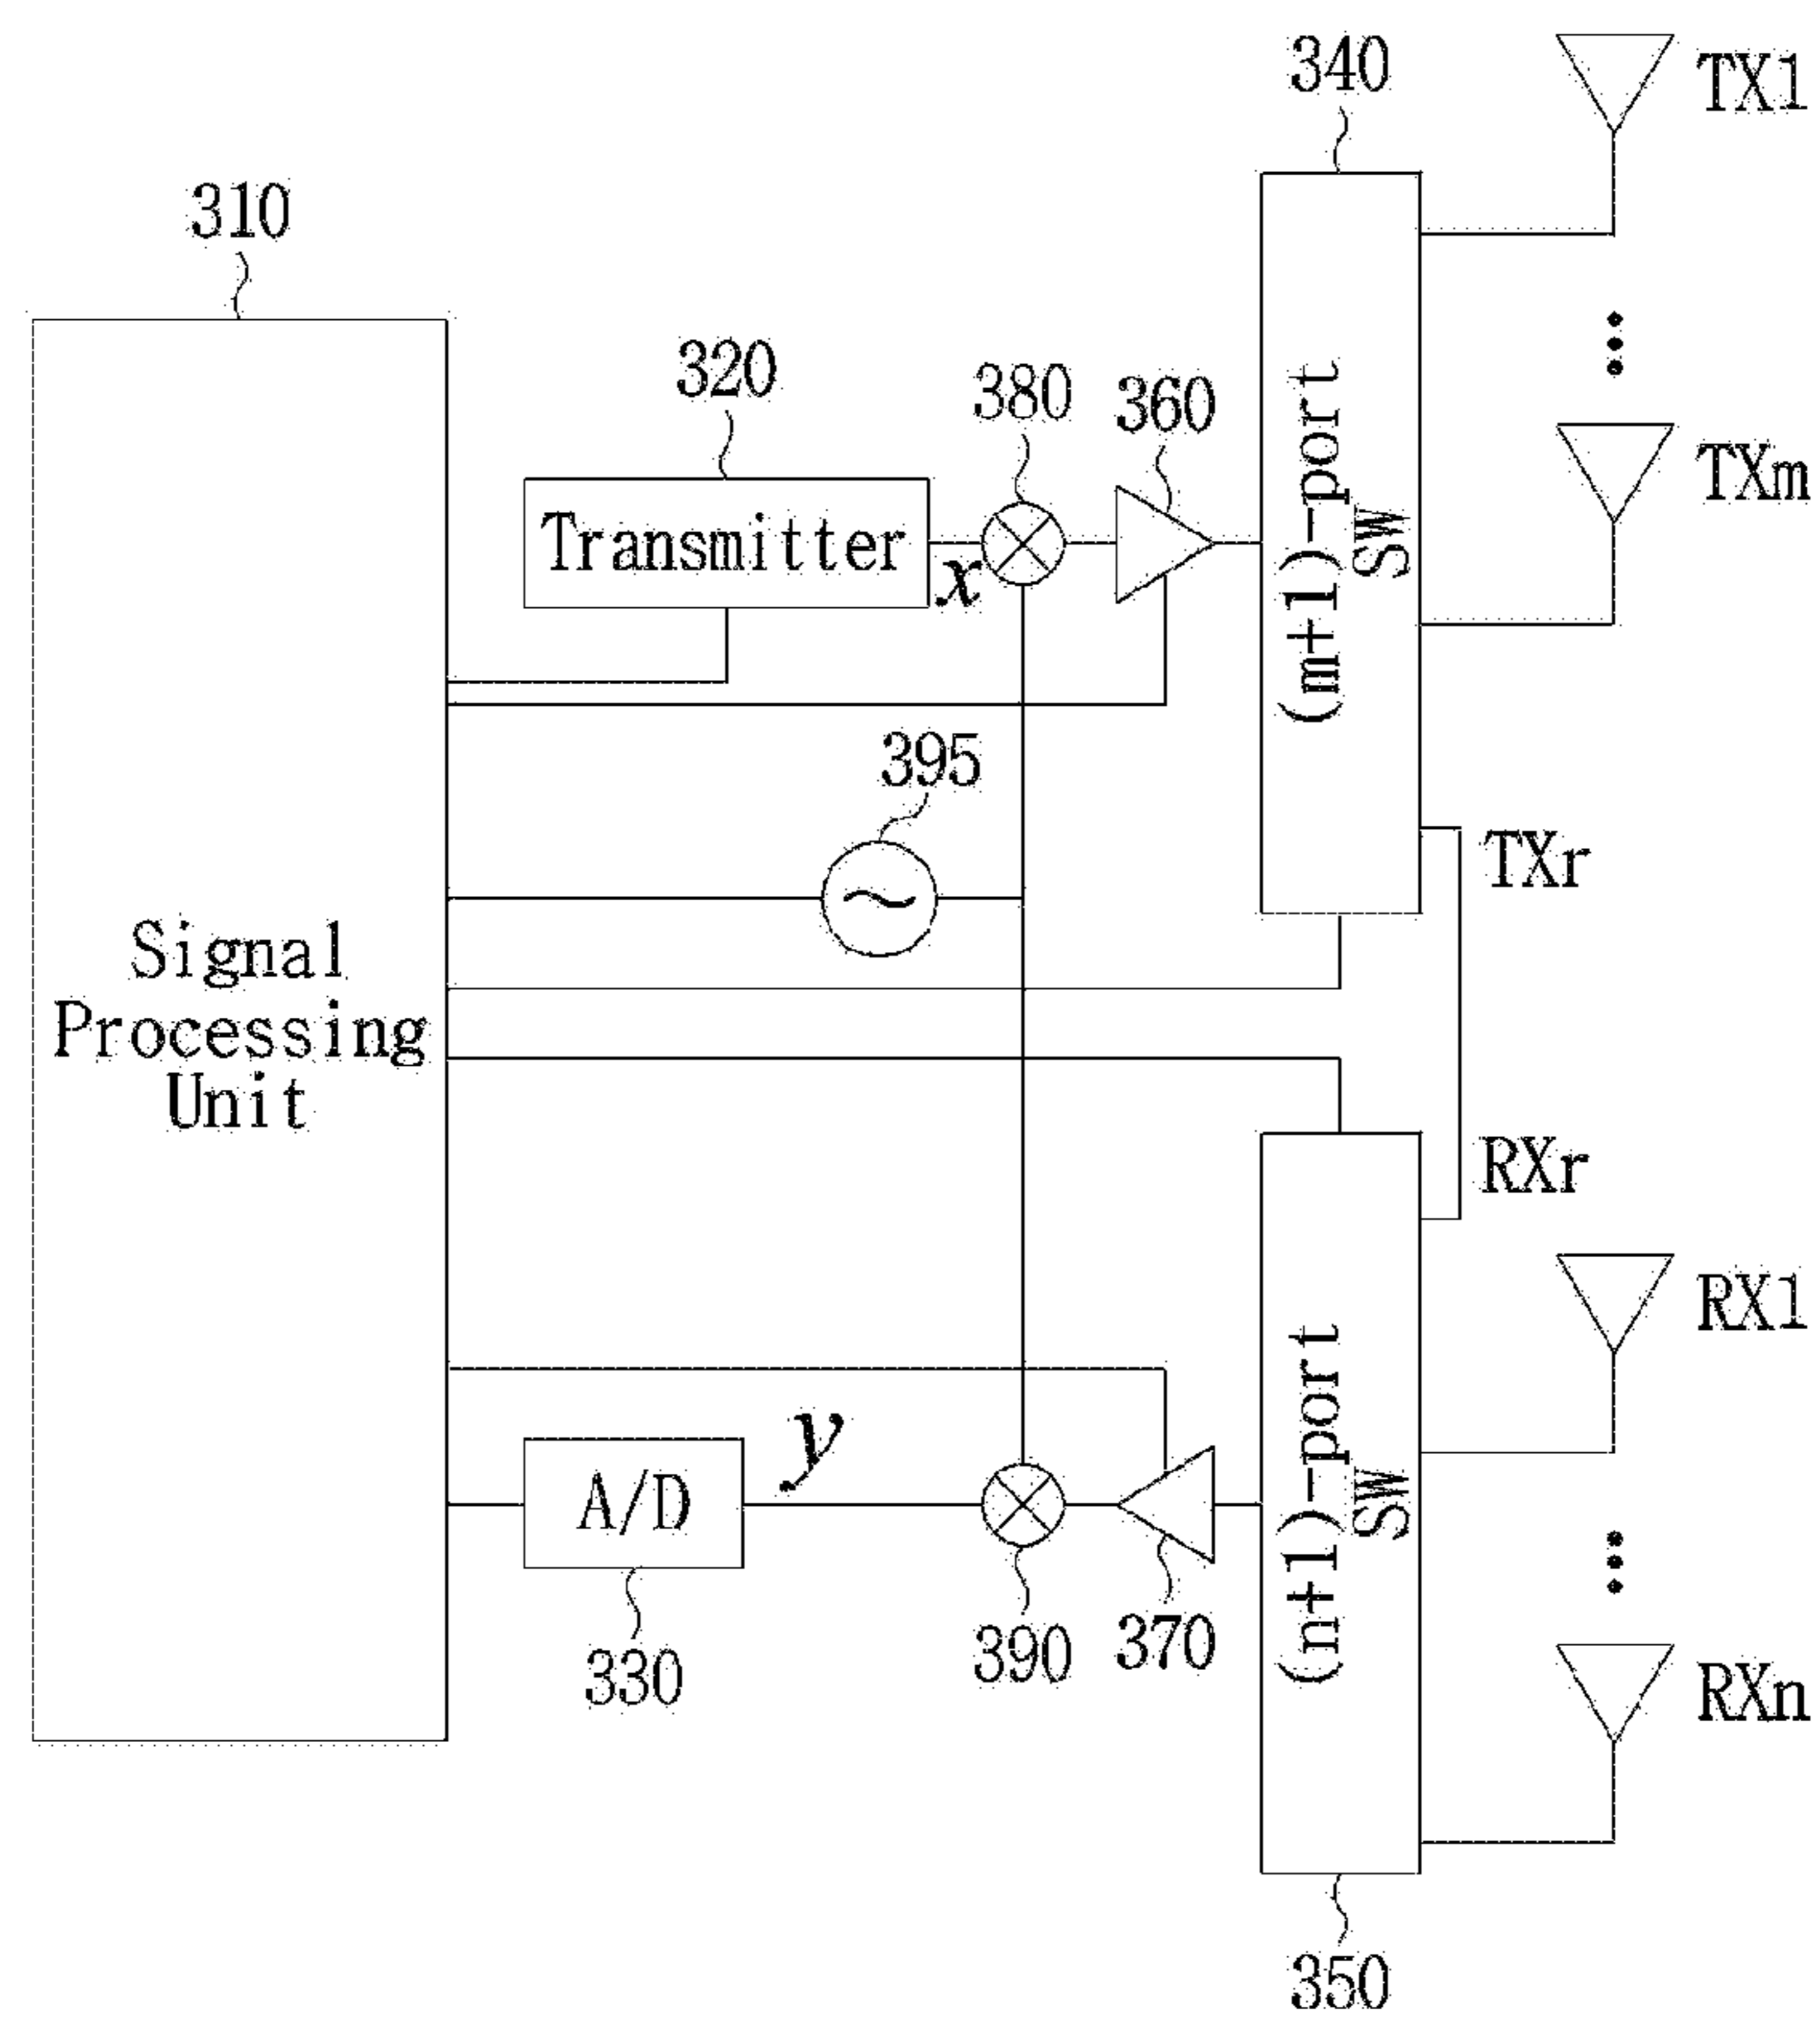 340
TX1
310
320
380
360
TXm
Transmitter
x
(m+1)-port
SW
395
TXr
Signal
Processing
Unit
RXr
RX1
y
A/D
(n+1)-port
SW
330
390
370
RXn
350